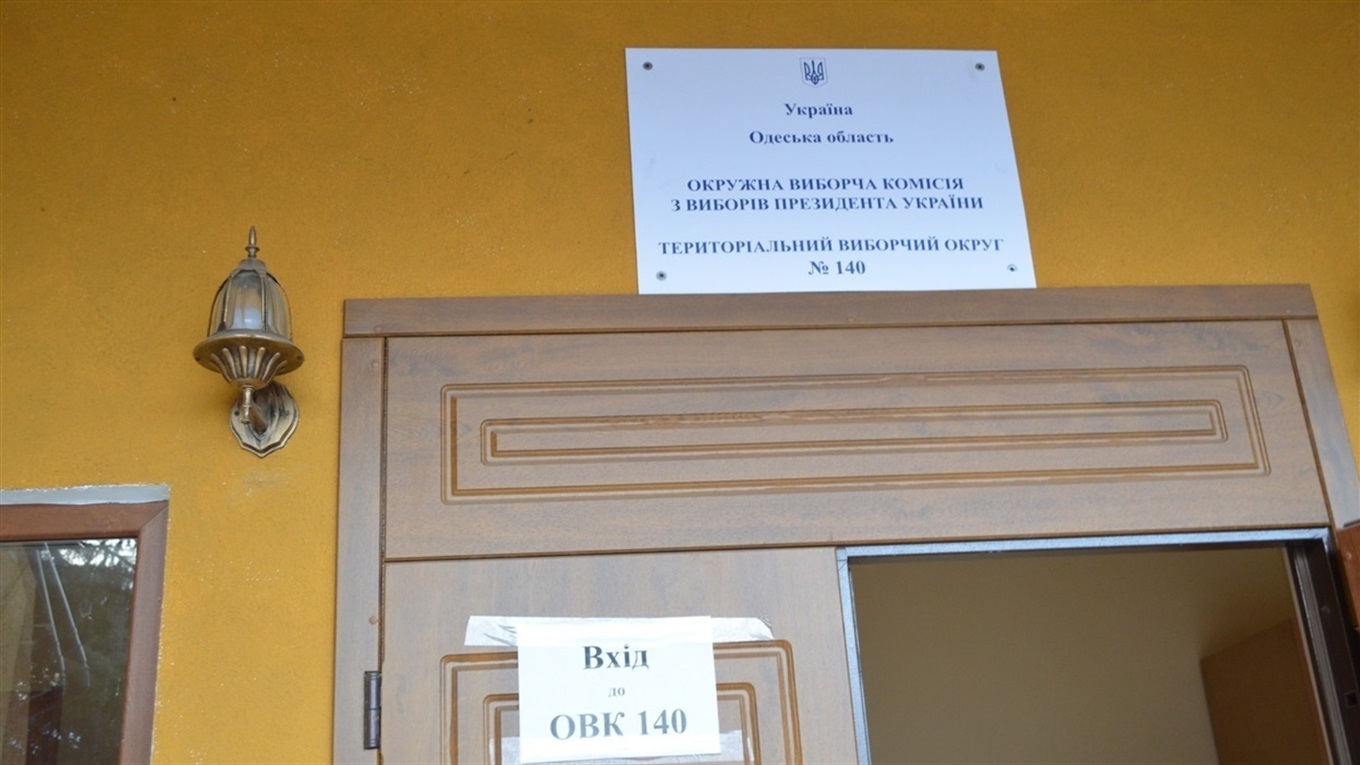 Україна
Одеська область
ОКРУЖНА ВИБОРЧА КОМІСІЯ
З ВИБОРІВ ПРЕЗИДЕНТА УКРАЇНИ
ТЕРИТОРІАЛЬНИЙ ВИБОРЧИЙ ОКРУГ
№ 140
Вхід
до
ОВК 140